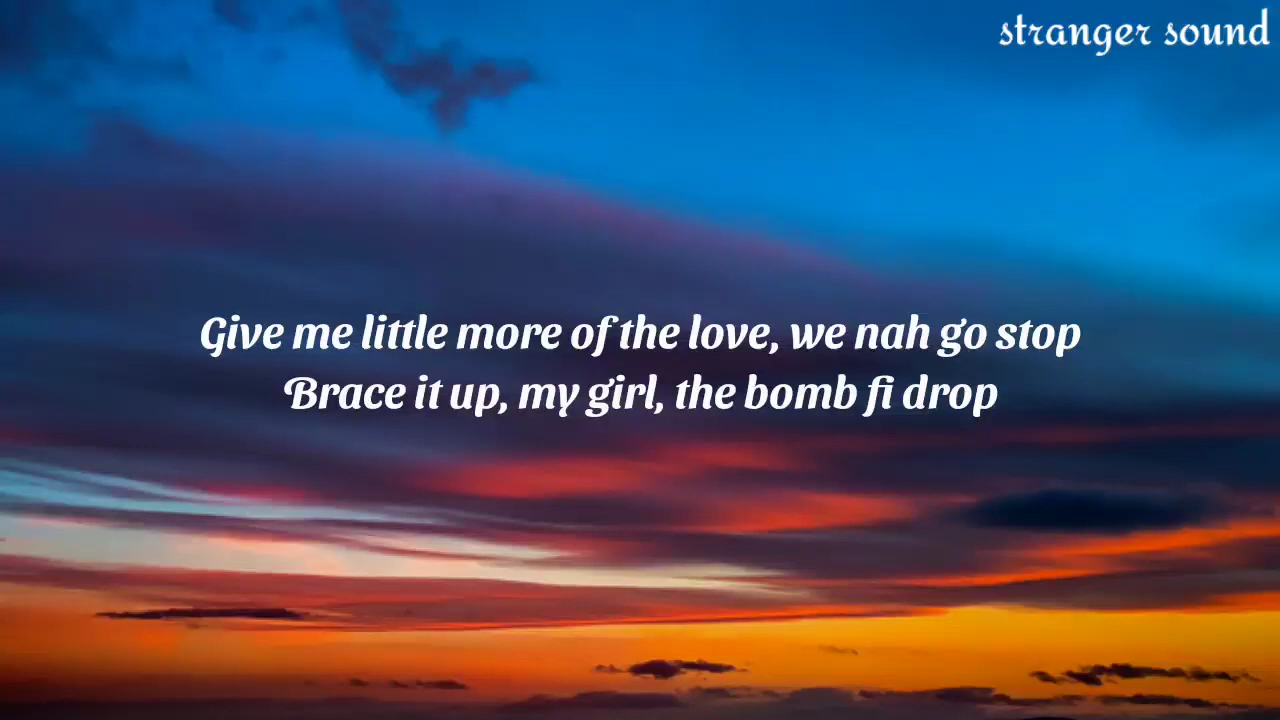 stranger sound
Give me little more of the love, we nah go stop
Brace it up, my girl, the bomb fi drop